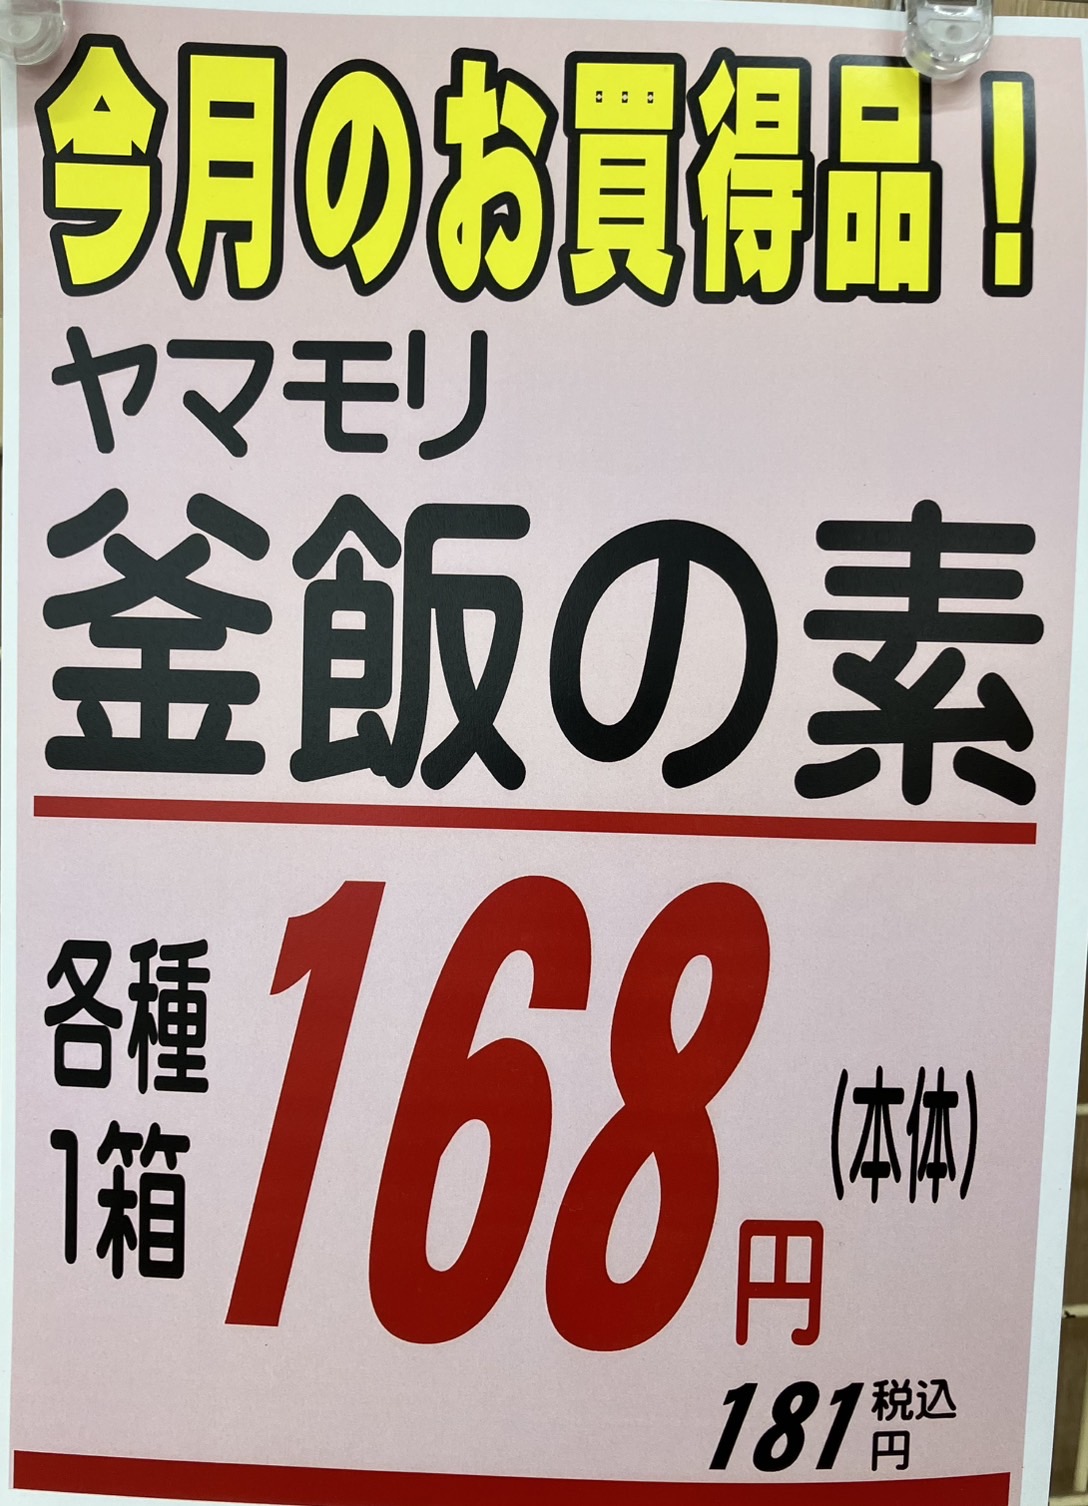 今月のお買得品!
ヤマモリ
釜飯の素
各種
1箱
168円
(本体)
181円
税込